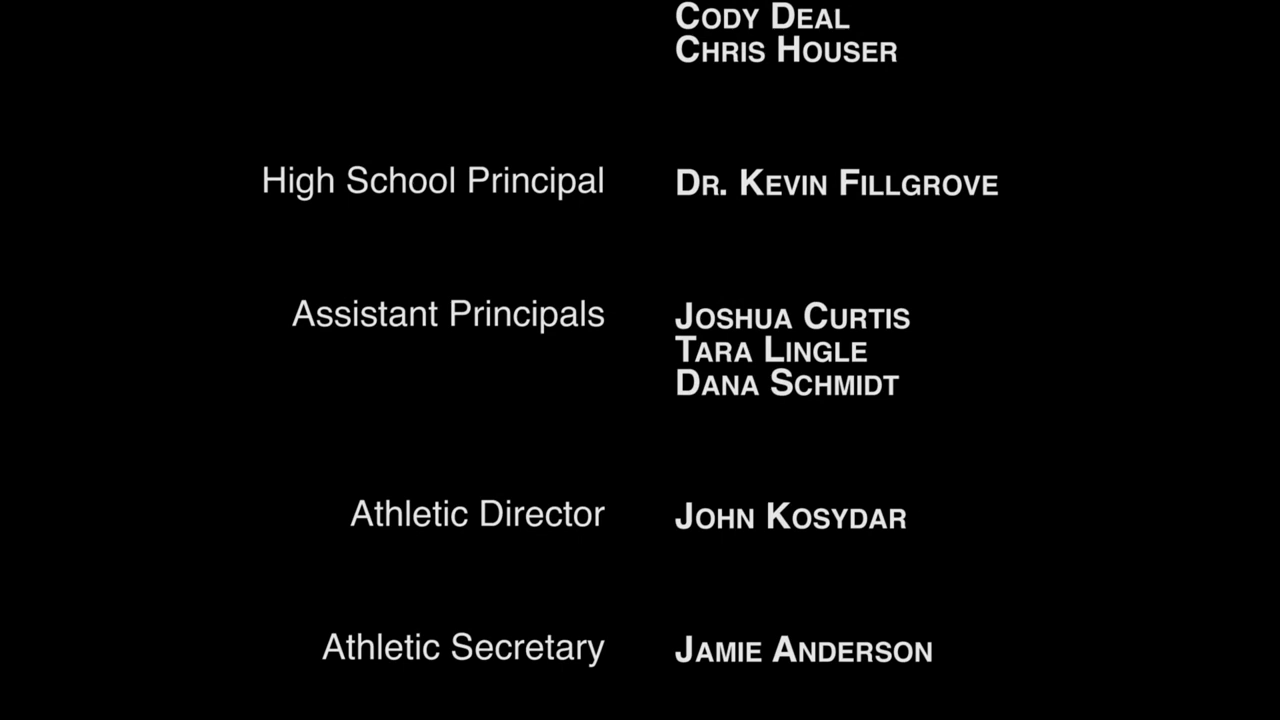 CODY DEAL
CHRIS HOUSER
High School Principal DR. KEVIN FILLGROVE
Assistant Principals JOSHUA CURTIS
TARA LINGLE
DANA SCHMIDT
Athletic Director JOHN KOSYDAR
Athletic Secretary JAMIE ANDERSON